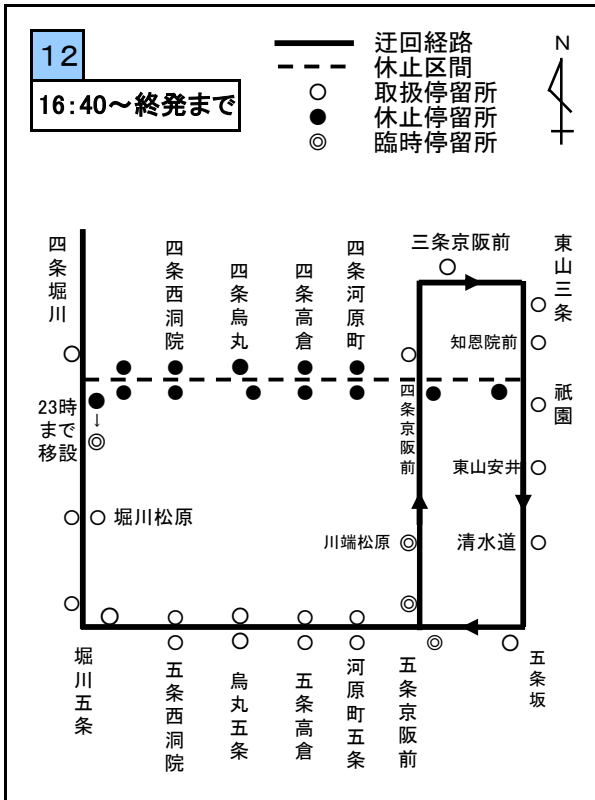 12
16:40～終発まで
迂回経路
休止区間
取扱停留所
休止停留所
臨時停留所
N
四条堀川
四条西洞院
四条烏丸
四条高倉
四条河原町
三条京阪前
東山三条
知恩院前
祇園
四条京阪前
23時
まで
↓
移設
東山安井
堀川松原
川端松原
清水道
堀川五条
五条西洞院
烏丸五条
五条高倉
河原町五条
五条京阪前
五条坂